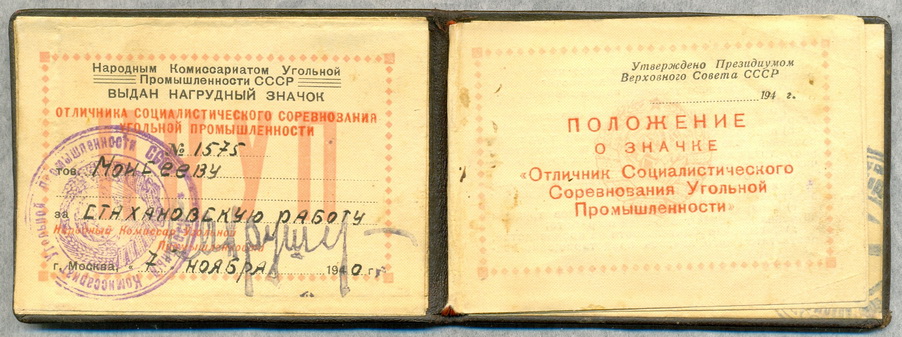 Народным Комиссариатом Угольной
Промышленности СССР
ВЫДАН НАГРУДНЫЙ ЗНАЧОК
ОТЛИЧНИКА СОЦИАЛИСТИЧЕСКОГО СОРЕВНОВАНИЯ
УГОЛЬНОЙ ПРОМЫШЛЕННОСТИ
№ 1575
тов. Моисееву
за СТАХАНОВСКУЮ РАБОТУ
Народный Комиссар Угольной
Промышленности
г. Москва, „7" НОЯБРЯ 1940 г.
Утверждено Президиумом
Верховного Совета СССР
194 г.
ПОЛОЖЕНИЕ
О ЗНАЧКЕ
«Отличник Социалистического
Соревнования Угольной
Промышленности»